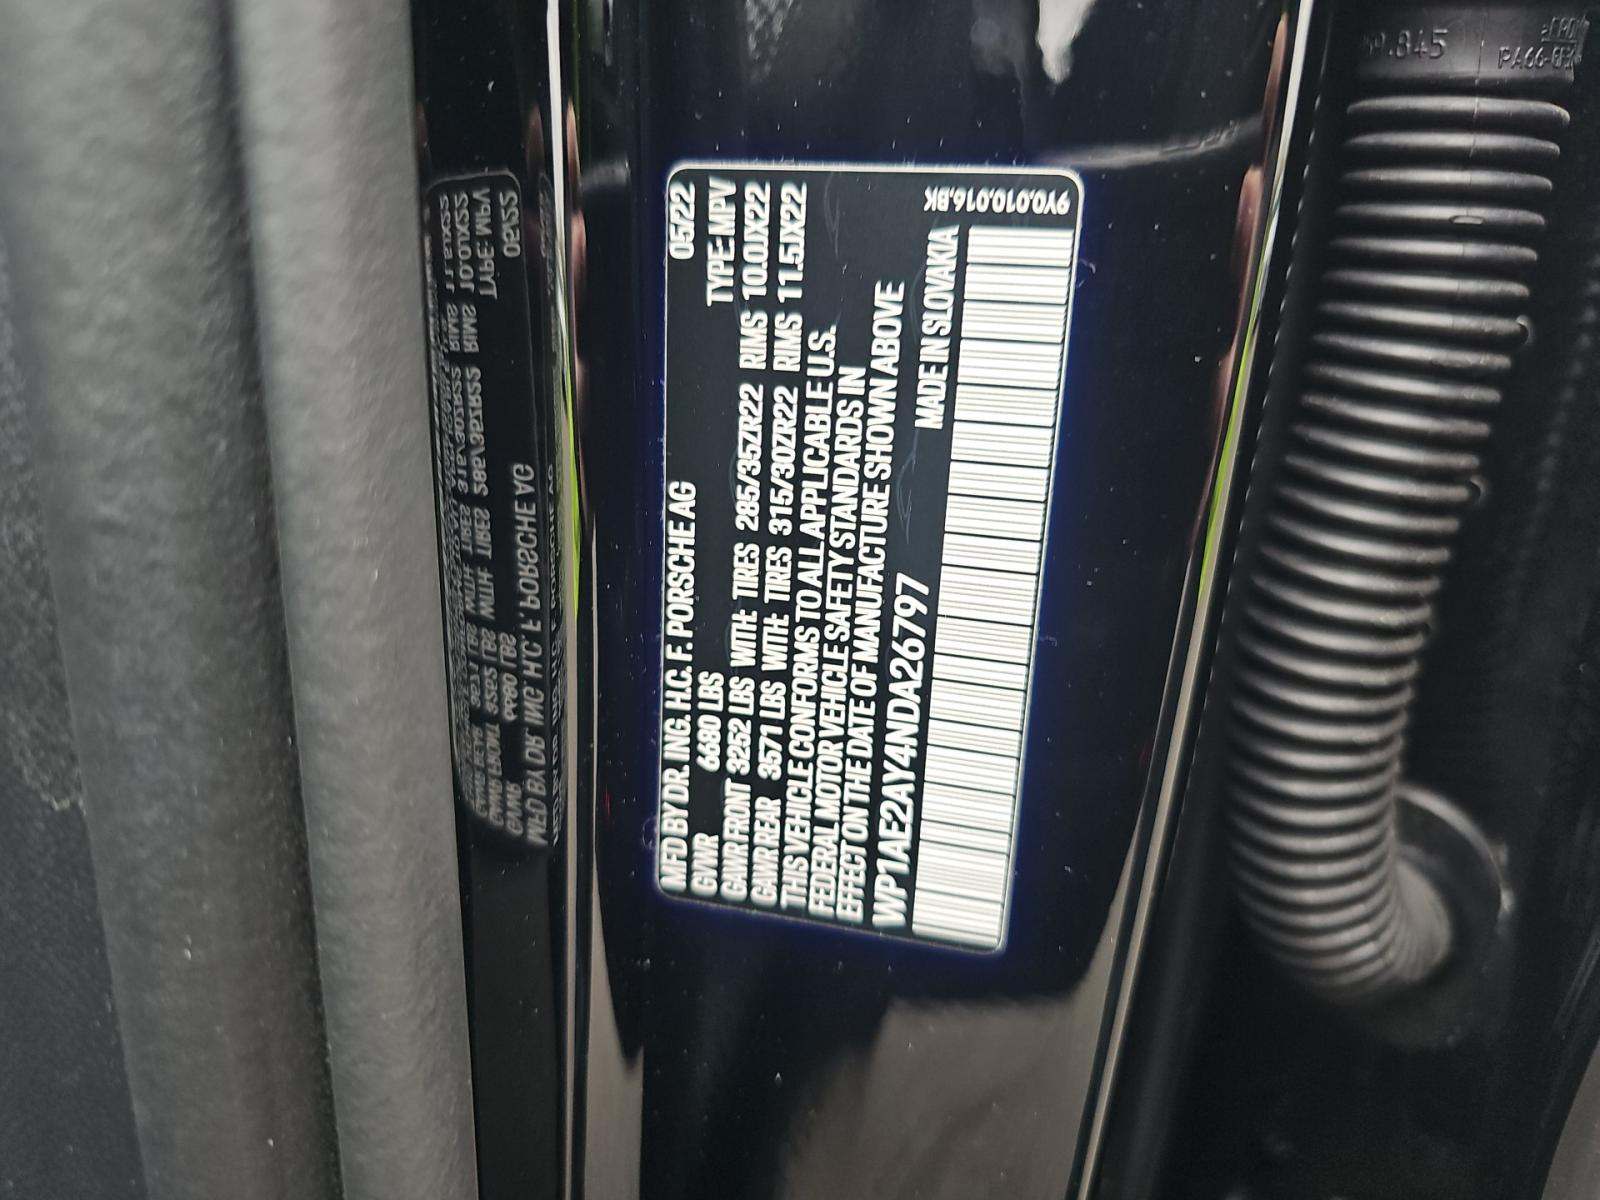 MFD BY DR. ING. H.C. F. PORSCHE AG 05/22
GVWR 6680 LBS TYPE: MPV
GAWR FRONT 3252 LBS WITH: TIRES 285/35ZR22 RIMS 10.0JX22
GAWR REAR 3571 LBS WITH: TIRES 315/30ZR22 RIMS 11.5JX22
THIS VEHICLE CONFORMS TO ALL APPLICABLE U.S.
FEDERAL MOTOR VEHICLE SAFETY STANDARDS IN
EFFECT ON THE DATE OF MANUFACTURE SHOWN ABOVE
WP1AE2AY4NDA26797 MADE IN SLOVAKIA
9Y0.010.016.BK
.845